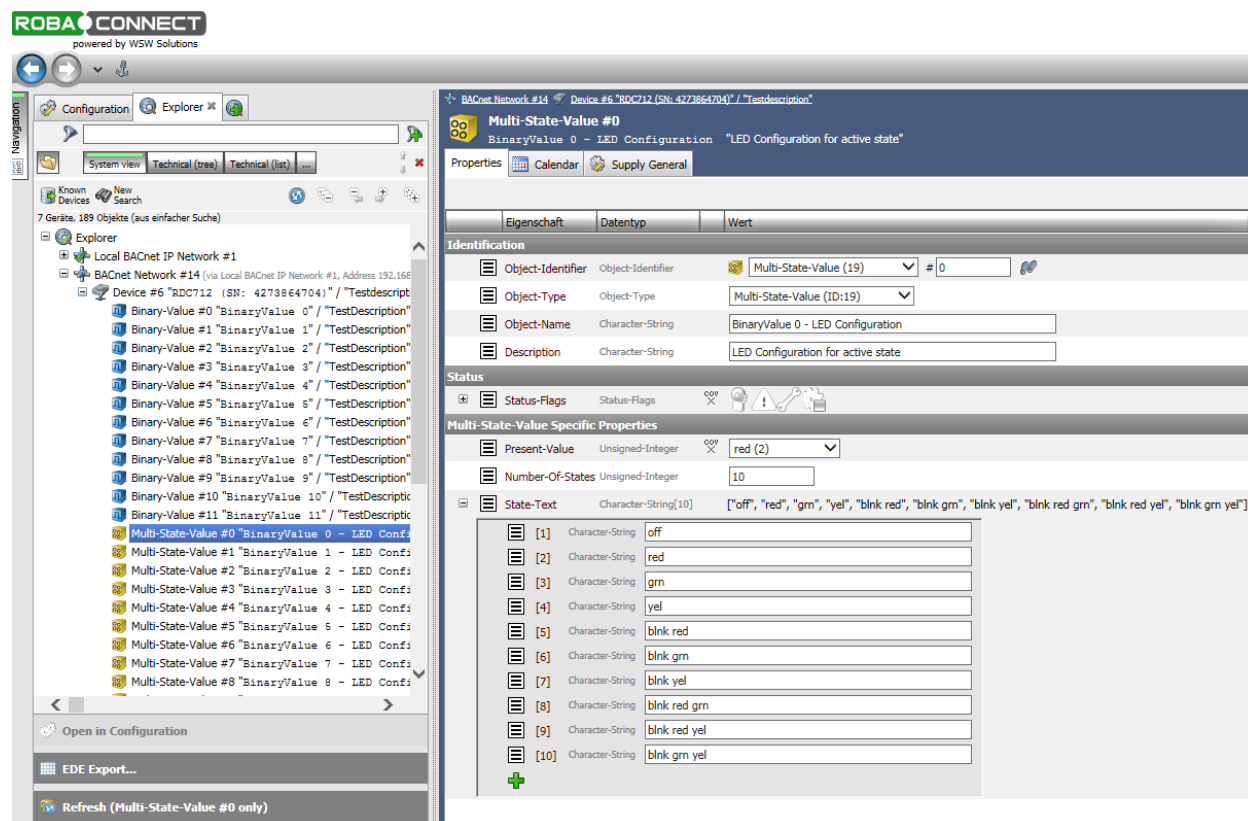 ROBA CONNECT
powered by WSW Solutions
Navigation
Configuration
Explorer
System view
Technical (tree)
Technical (list)
...
Known Devices
New Search
7 Geräte, 189 Objekte (aus einfacher Suche)
Explorer
Local BACnet IP Network #1
BACnet Network #14 (via Local BACnet IP Network #1, Address 192.168
Device #6 "RDC712 (SN: 4273864704)" / "Testdescript
Binary-Value #0 "BinaryValue 0" / "TestDescription"
Binary-Value #1 "BinaryValue 1" / "TestDescription"
Binary-Value #2 "BinaryValue 2" / "TestDescription"
Binary-Value #3 "BinaryValue 3" / "TestDescription"
Binary-Value #4 "BinaryValue 4" / "TestDescription"
Binary-Value #5 "BinaryValue 5" / "TestDescription"
Binary-Value #6 "BinaryValue 6" / "TestDescription"
Binary-Value #7 "BinaryValue 7" / "TestDescription"
Binary-Value #8 "BinaryValue 8" / "TestDescription"
Binary-Value #9 "BinaryValue 9" / "TestDescription"
Binary-Value #10 "BinaryValue 10" / "TestDescriptic
Binary-Value #11 "BinaryValue 11" / "TestDescriptic
Multi-State-Value #0 "BinaryValue 0 - LED Confi
Multi-State-Value #1 "BinaryValue 1 - LED Confi
Multi-State-Value #2 "BinaryValue 2 - LED Confi
Multi-State-Value #3 "BinaryValue 3 - LED Confi
Multi-State-Value #4 "BinaryValue 4 - LED Confi
Multi-State-Value #5 "BinaryValue 5 - LED Confi
Multi-State-Value #6 "BinaryValue 6 - LED Confi
Multi-State-Value #7 "BinaryValue 7 - LED Confi
Multi-State-Value #8 "BinaryValue 8 - LED Confi
Open in Configuration
EDE Export...
Refresh (Multi-State-Value #0 only)
BACnet Network #14 Device #6 "RDC712 (SN: 4273864704)" / "Testdescription"
Multi-State-Value #0
BinaryValue 0 - LED Configuration "LED Configuration for active state"
Properties
Calendar
Supply General
Eigenschaft Datentyp Wert
Identification
Object-Identifier Object-Identifier Multi-State-Value (19) # 0
Object-Type Object-Type Multi-State-Value (ID:19)
Object-Name Character-String BinaryValue 0 - LED Configuration
Description Character-String LED Configuration for active state
Status
Status-Flags Status-Flags COV
Multi-State-Value Specific Properties
Present-Value Unsigned-Integer COV red (2)
Number-Of-States Unsigned-Integer 10
State-Text Character-String[10] ["off", "red", "grn", "yel", "blnk red", "blnk grn", "blnk yel", "blnk red grn", "blnk red yel", "blnk grn yel"]
[1] Character-String off
[2] Character-String red
[3] Character-String grn
[4] Character-String yel
[5] Character-String blnk red
[6] Character-String blnk grn
[7] Character-String blnk yel
[8] Character-String blnk red grn
[9] Character-String blnk red yel
[10] Character-String blnk grn yel